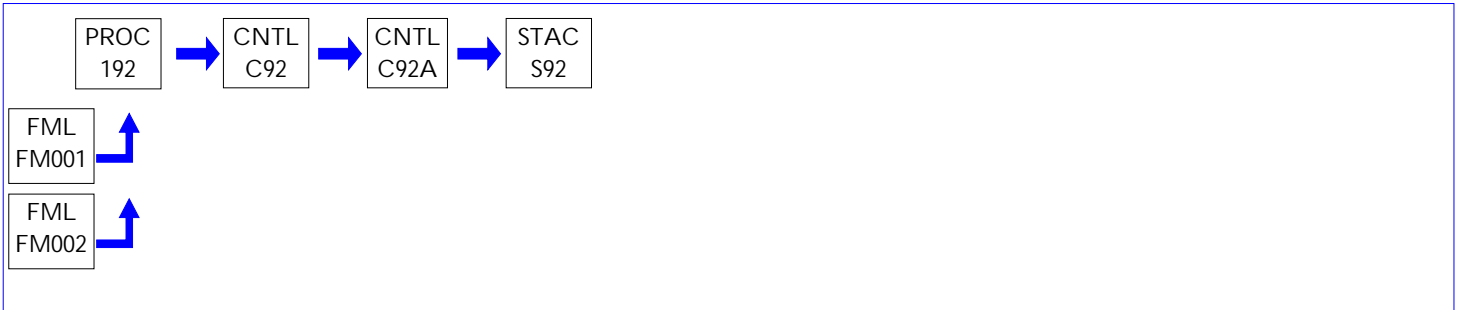 PROC
192
CNTL
C92
CNTL
C92A
STAC
S92
FML
FM001
FML
FM002